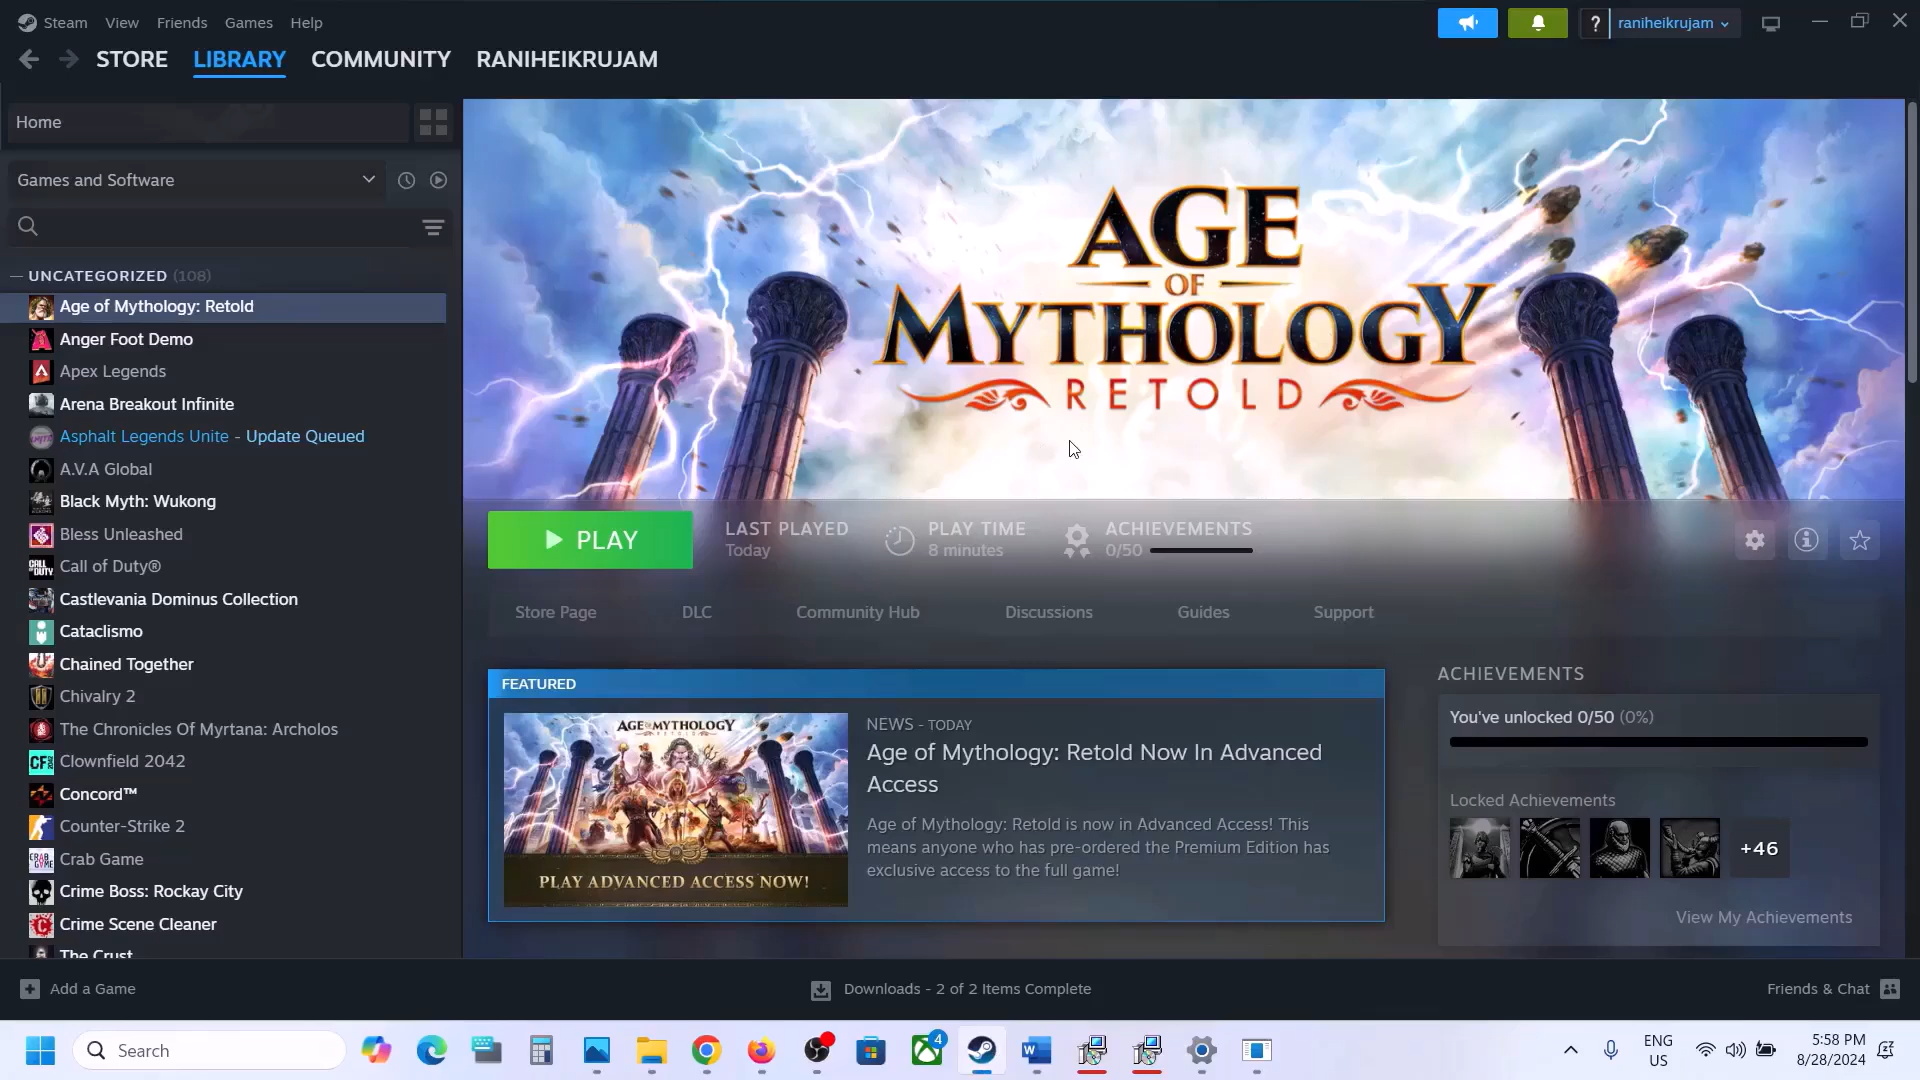 Steam View Friends Games Help
? raniheikrujam
STORE LIBRARY COMMUNITY RANIHEIKRUJAM
Home
Games and Software
UNCATEGORIZED (108)
Age of Mythology: Retold
Anger Foot Demo
Apex Legends
Arena Breakout Infinite
Asphalt Legends Unite - Update Queued
A.V.A Global
Black Myth: Wukong
Bless Unleashed
Call of Duty®
Castlevania Dominus Collection
Cataclismo
Chained Together
Chivalry 2
The Chronicles Of Myrtana: Archolos
Clownfield 2042
Concord™
Counter-Strike 2
Crab Game
Crime Boss: Rockay City
Crime Scene Cleaner
The Crust
AGE
OF
MYTHOLOGY
RETOLD
PLAY
LAST PLAYED
Today
PLAY TIME
8 minutes
ACHIEVEMENTS
0/50
Store Page DLC Community Hub Discussions Guides Support
FEATURED
AGE OF MYTHOLOGY
RETOLD
PLAY ADVANCED ACCESS NOW!
NEWS - TODAY
Age of Mythology: Retold Now In Advanced
Access
Age of Mythology: Retold is now in Advanced Access! This
means anyone who has pre-ordered the Premium Edition has
exclusive access to the full game!
ACHIEVEMENTS
You've unlocked 0/50 (0%)
Locked Achievements
+46
View My Achievements
Add a Game
Downloads - 2 of 2 Items Complete
Friends & Chat
Search
4
ENG
US
5:58 PM
8/28/2024